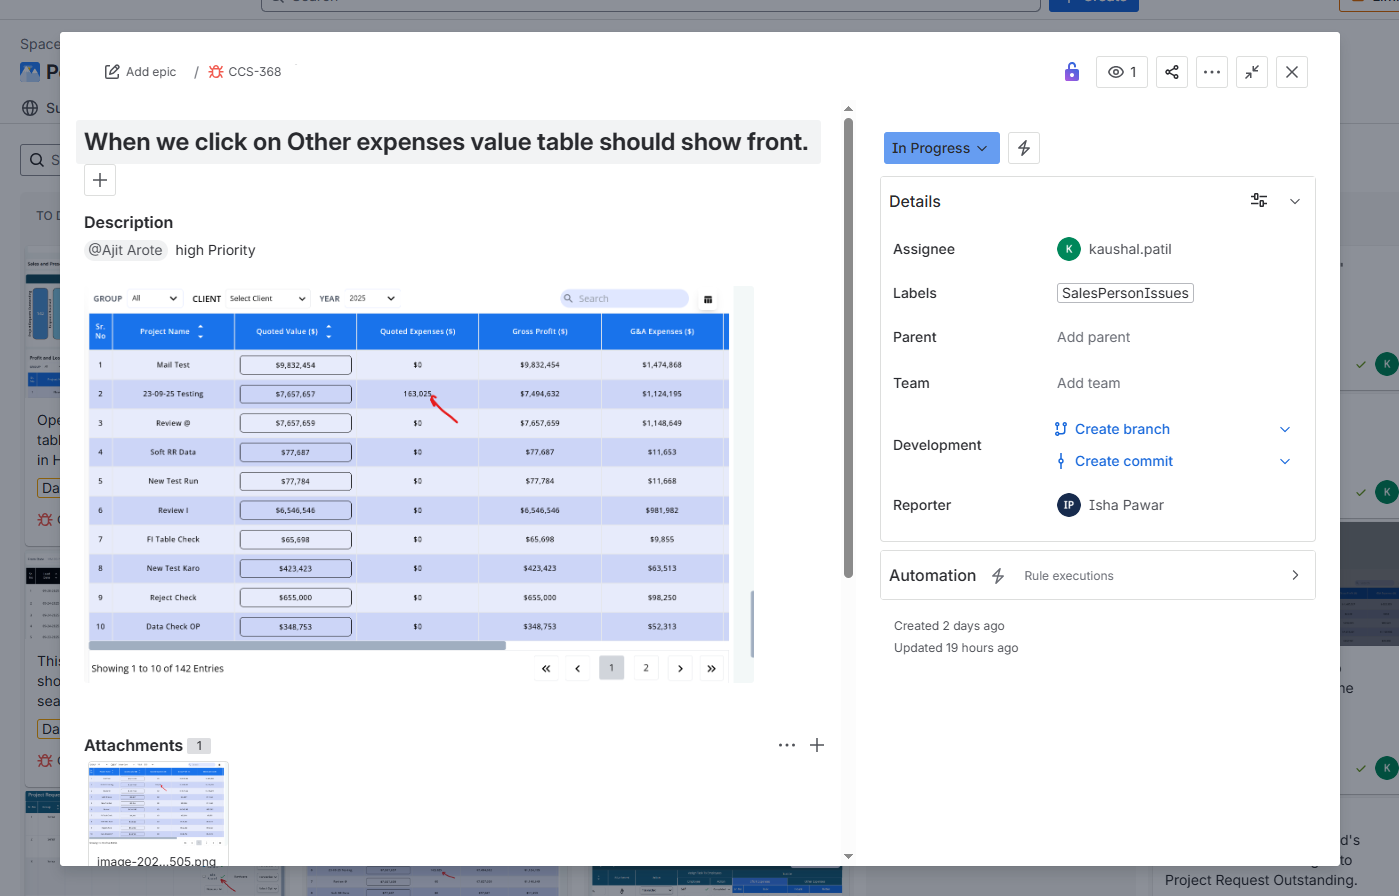 Space
Add epic / CCS-368
1
When we click on Other expenses value table should show front.
Description
@Ajit Arote high Priority
GROUP All CLIENT Select Client YEAR 2025 Search
Sr. No Project Name Quoted Value ($) Quoted Expenses ($) Gross Profit ($) G&A Expenses ($)
1 Mail Test $9,832,454 $0 $9,832,454 $1,474,868
2 23-09-25 Testing $7,657,657 163,025 $7,494,632 $1,124,195
3 Review @ $7,657,659 $0 $7,657,659 $1,148,649
4 Soft RR Data $77,687 $0 $77,687 $11,653
5 New Test Run $77,784 $0 $77,784 $11,668
6 Review I $6,546,546 $0 $6,546,546 $981,982
7 FI Table Check $65,698 $0 $65,698 $9,855
8 New Test Karo $423,423 $0 $423,423 $63,513
9 Reject Check $655,000 $0 $655,000 $98,250
10 Data Check OP $348,753 $0 $348,753 $52,313
Showing 1 to 10 of 142 Entries « ‹ 1 2 › »
Attachments 1
image-202...505.png
In Progress
Details
Assignee K kaushal.patil
Labels SalesPersonIssues
Parent Add parent
Team Add team
Development Create branch
Create commit
Reporter IP Isha Pawar
Automation Rule executions
Created 2 days ago
Updated 19 hours ago
K
K
K
Project Request Outstanding.